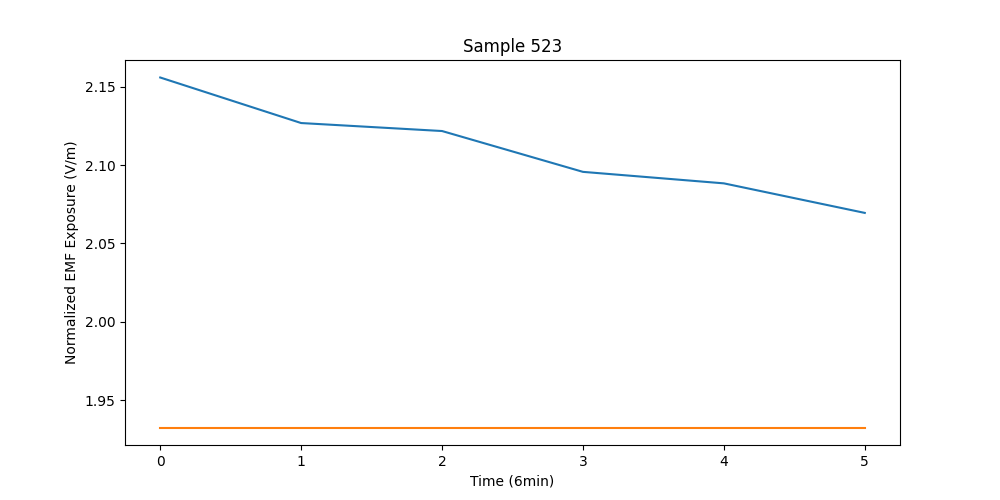 Sample 523
Normalized EMF Exposure (V/m)
2.15
2.10
2.05
2.00
1.95
0 1 2 3 4 5
Time (6min)